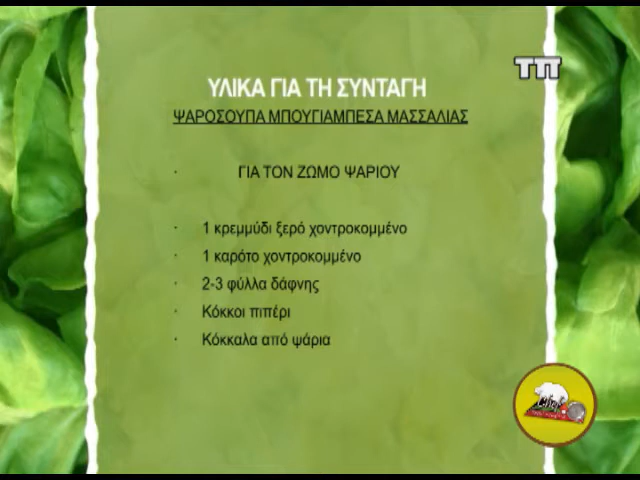 ΤΠ
ΥΛΙΚΑ ΓΙΑ ΤΗ ΣΥΝΤΑΓΗ
ΨΑΡΟΣΟΥΠΑ ΜΠΟΥΓΙΑΜΠΕΣΑ ΜΑΣΣΑΛΙΑΣ
· ΓΙΑ ΤΟΝ ΖΩΜΟ ΨΑΡΙΟΥ
· 1 κρεμμύδι ξερό χοντροκομμένο
· 1 καρότο χοντροκομμένο
· 2-3 φύλλα δάφνης
· Κόκκοι πιπέρι
· Κόκκαλα από ψάρια